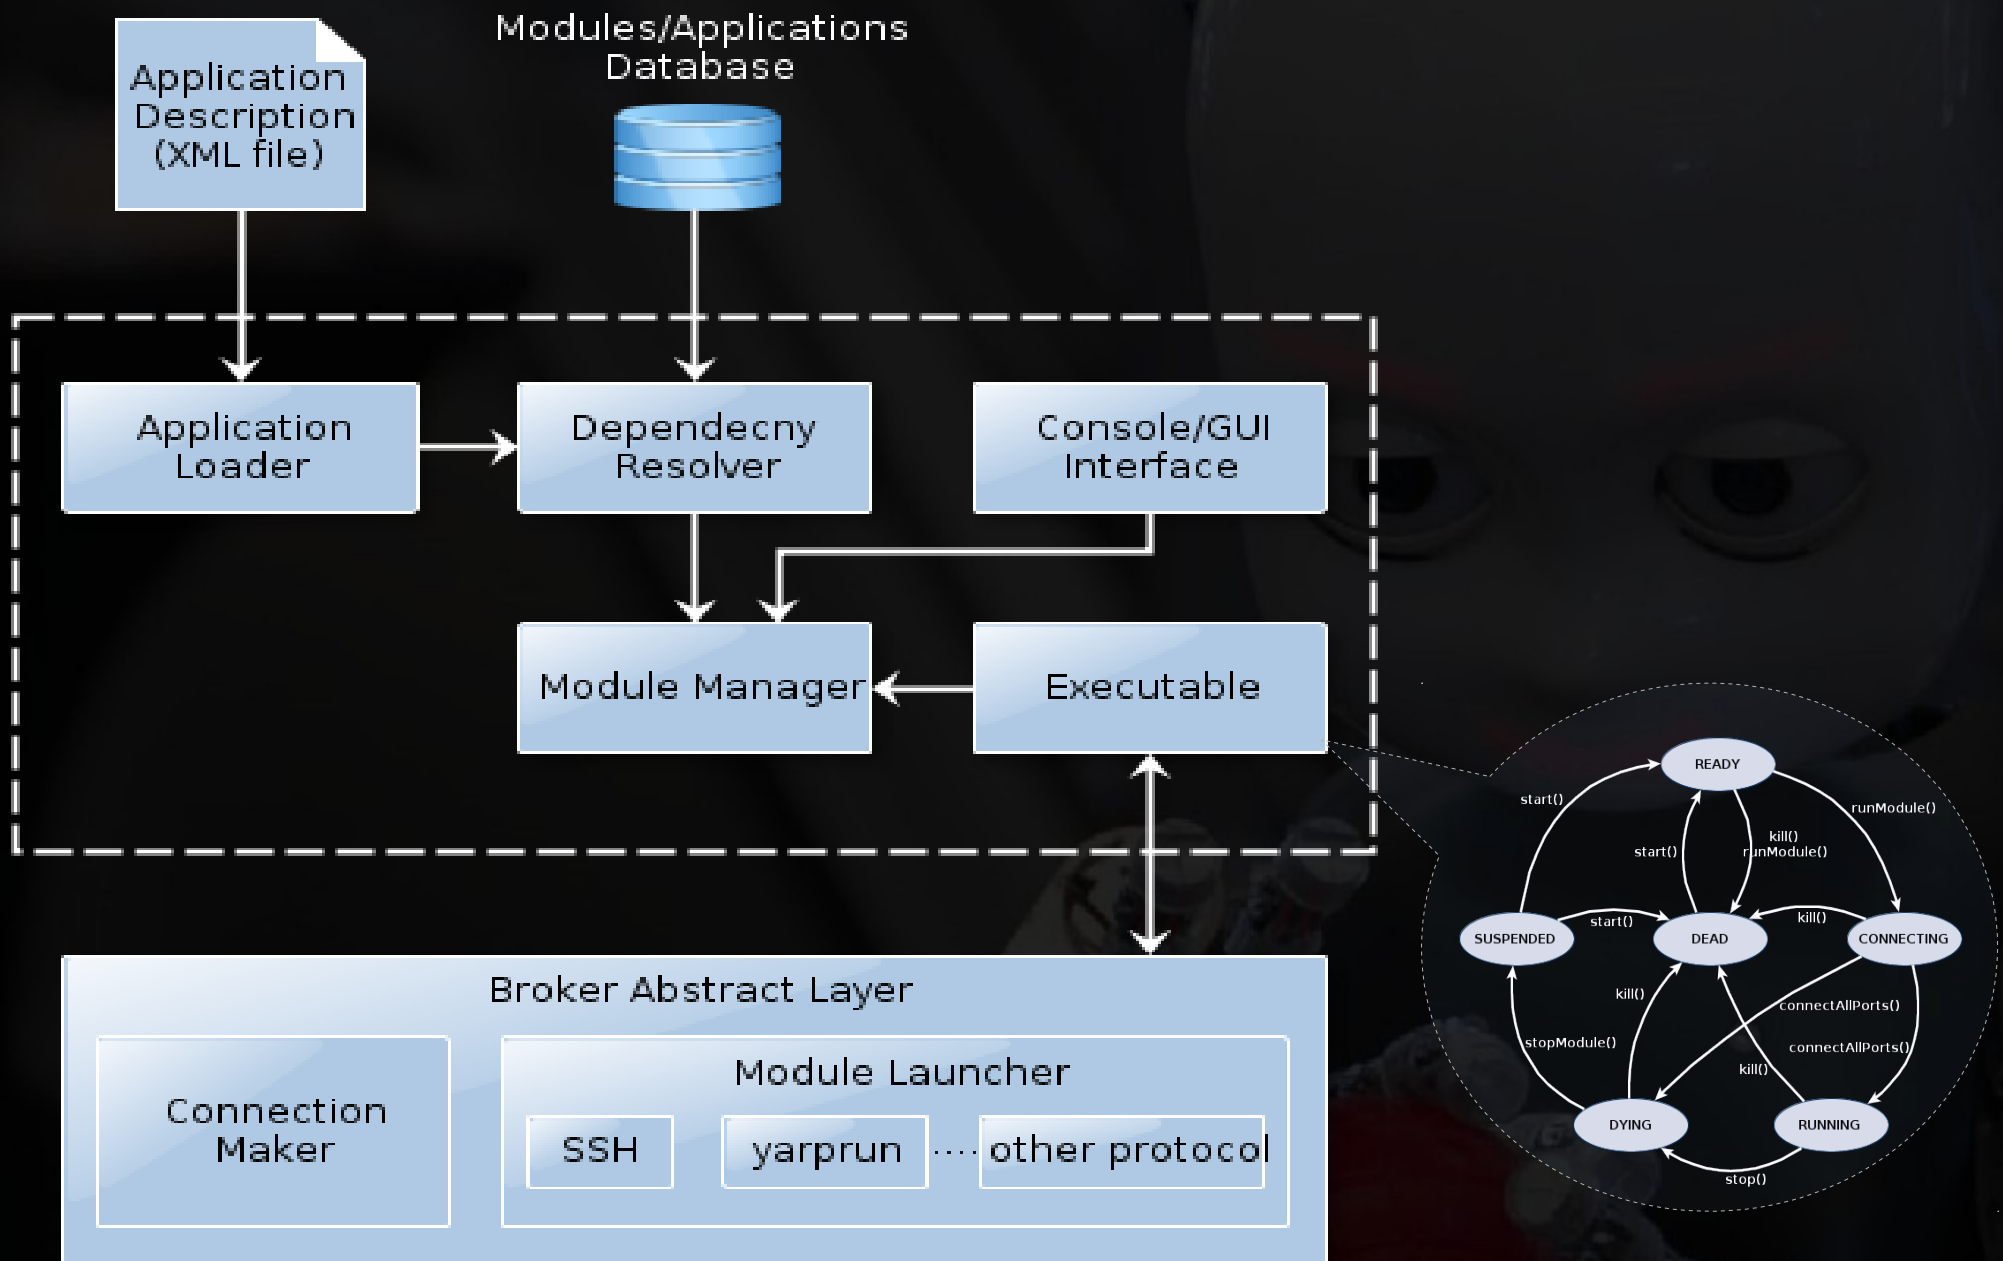 Modules/Applications
Database
Application
Description
(XML file)
Application
Loader
Dependecny
Resolver
Console/GUI
Interface
Module Manager
Executable
Broker Abstract Layer
Connection
Maker
Module Launcher
SSH
yarprun
....
other protocol
READY
start()
runModule()
start()
kill()
runModule()
SUSPENDED
start()
DEAD
kill()
CONNECTING
kill()
connectAllPorts()
stopModule()
connectAllPorts()
kill()
DYING
RUNNING
stop()